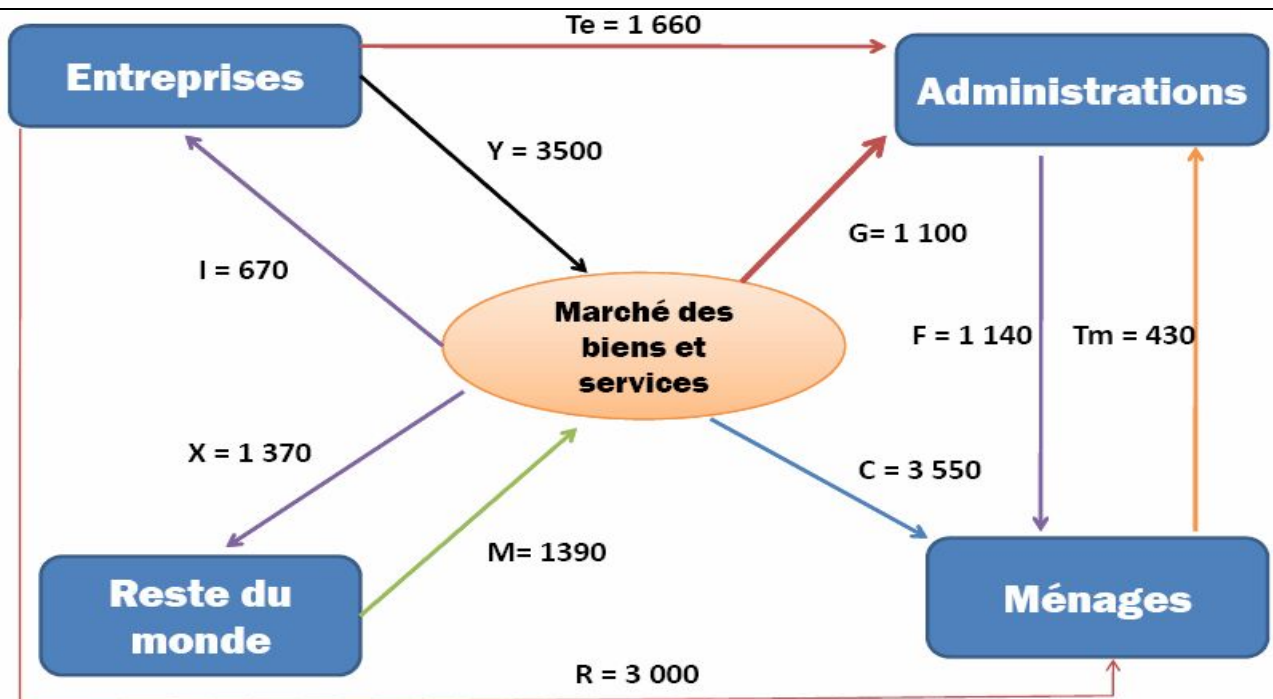 Te = 1 660
Entreprises
Administrations
Y = 3500
G= 1 100
I = 670
Marché des
biens et
services
F = 1 140
Tm = 430
X = 1 370
C = 3 550
M= 1390
Reste du
monde
Ménages
R = 3 000